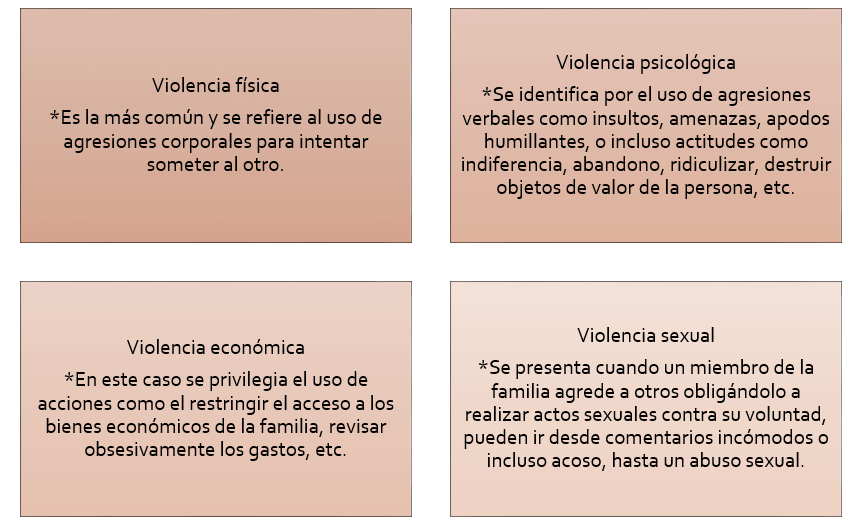 Violencia física
*Es la más común y se refiere al uso de
agresiones corporales para intentar
someter al otro.
Violencia psicológica
*Se identifica por el uso de agresiones
verbales como insultos, amenazas, apodos
humillantes, o incluso actitudes como
indiferencia, abandono, ridiculizar, destruir
objetos de valor de la persona, etc.
Violencia económica
*En este caso se privilegia el uso de
acciones como el restringir el acceso a los
bienes económicos de la familia, revisar
obsesivamente los gastos, etc.
Violencia sexual
*Se presenta cuando un miembro de la
familia agrede a otros obligándolo a
realizar actos sexuales contra su voluntad,
pueden ir desde comentarios incómodos o
incluso acoso, hasta un abuso sexual.